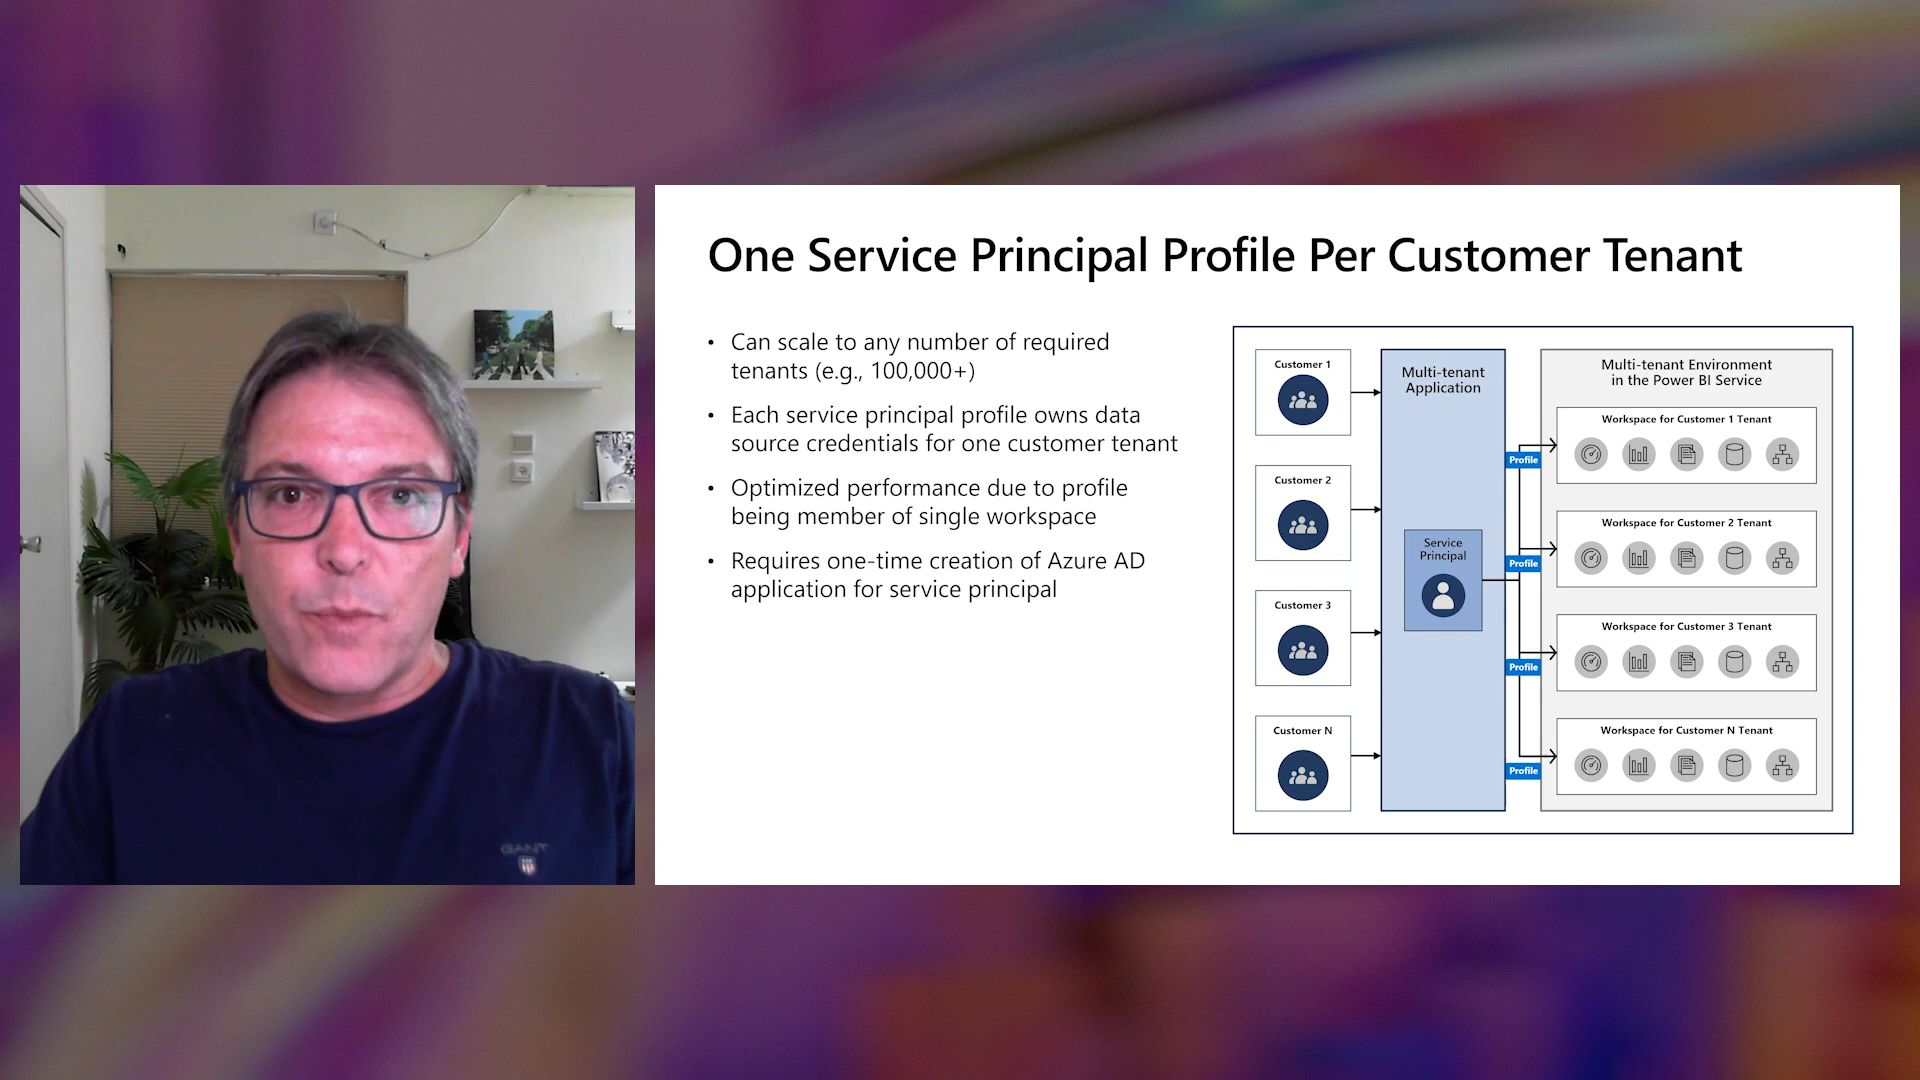 GANT
One Service Principal Profile Per Customer Tenant
• Can scale to any number of required
tenants (e.g., 100,000+)
• Each service principal profile owns data
source credentials for one customer tenant
• Optimized performance due to profile
being member of single workspace
• Requires one-time creation of Azure AD
application for service principal
Customer 1
Customer 2
Customer 3
Customer N
Multi-tenant
Application
Service
Principal
Profile
Profile
Profile
Profile
Multi-tenant Environment
in the Power BI Service
Workspace for Customer 1 Tenant
Workspace for Customer 2 Tenant
Workspace for Customer 3 Tenant
Workspace for Customer N Tenant